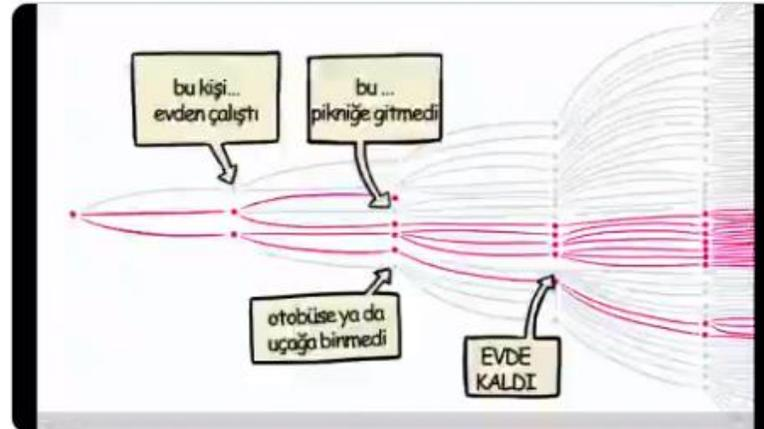 bu kişi...
evden çalıştı
bu ...
pikniğe gitmedi
otobüse ya da
uçağa binmedi
EVDE
KALDI